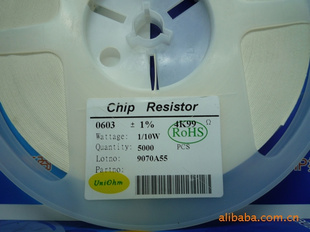 Chip Resistor
0603 ± 1% 4K99 Ω
Wattage: 1/10W
RoHS
Quantity: 5000 PCS
Lotno: 9070A55
Partno:
UniOhm
alibaba.com.cn